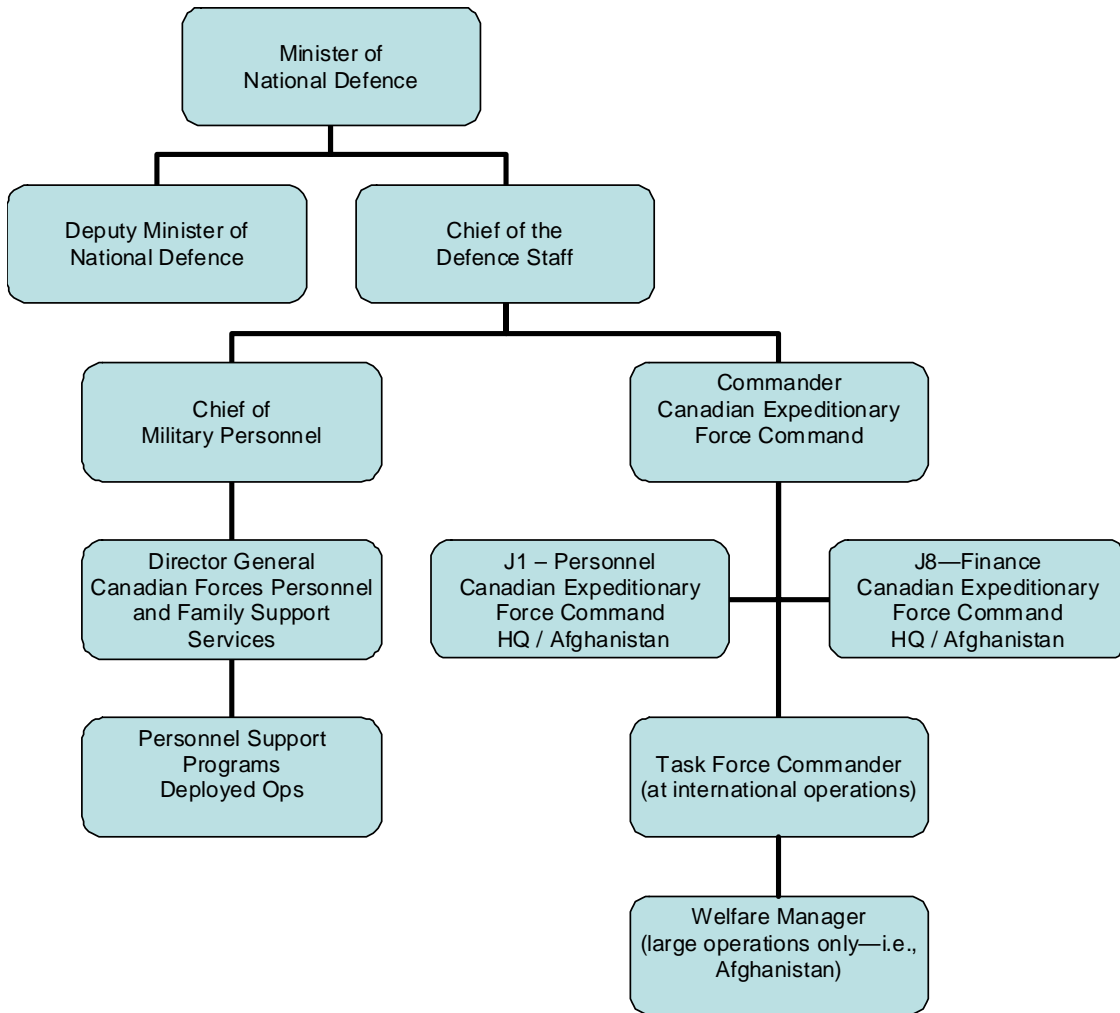 Minister of
National Defence
Deputy Minister of
National Defence
Chief of the
Defence Staff
Chief of
Military Personnel
Commander
Canadian Expeditionary
Force Command
Director General
Canadian Forces Personnel
and Family Support
Services
J1 – Personnel
Canadian Expeditionary
Force Command
HQ / Afghanistan
J8—Finance
Canadian Expeditionary
Force Command
HQ / Afghanistan
Personnel Support
Programs
Deployed Ops
Task Force Commander
(at international operations)
Welfare Manager
(large operations only—i.e.,
Afghanistan)